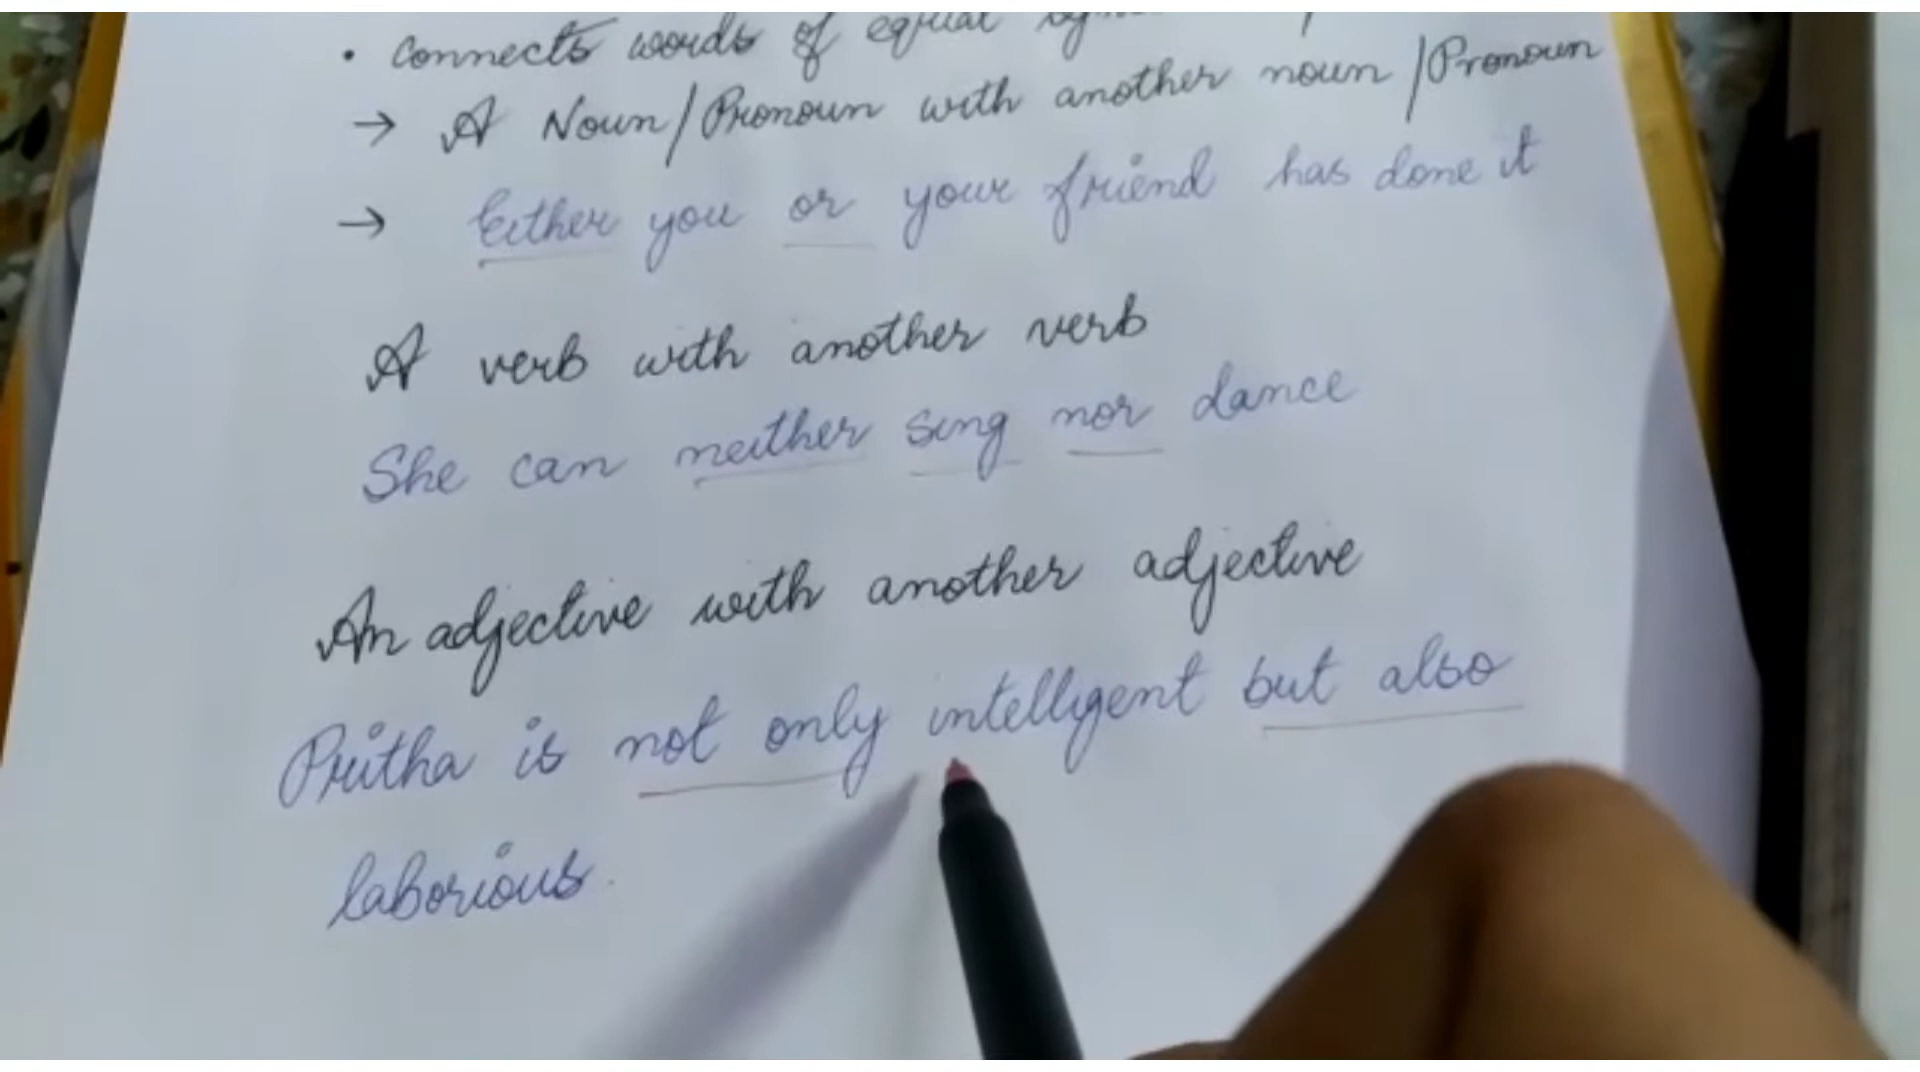 • Connects words of equal
→ A Noun/Pronoun with another noun/Pronoun
→ Either you or your friend has done it
A verb with another verb
She can neither sing nor dance
An adjective with another adjective
Pritha is not only intelligent but also
laborious.